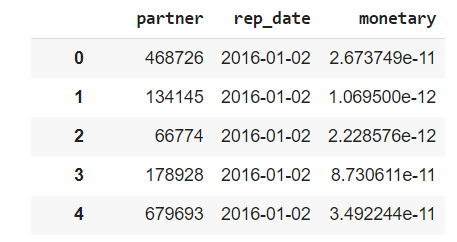 partner rep_date monetary
0 468726 2016-01-02 2.673749e-11
1 134145 2016-01-02 1.069500e-12
2 66774 2016-01-02 2.228576e-12
3 178928 2016-01-02 8.730611e-11
4 679693 2016-01-02 3.492244e-11